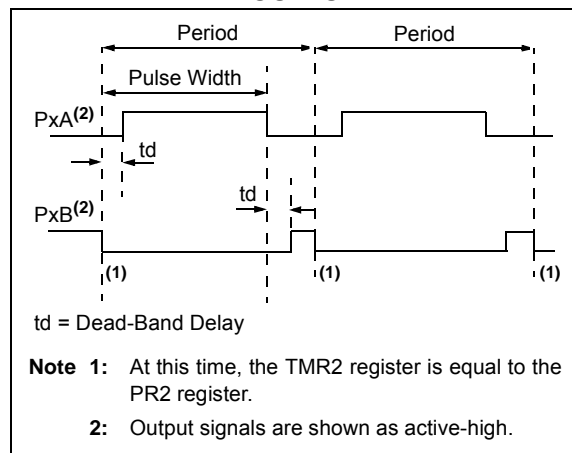 Period Period
Pulse Width
PxA(2)
td
td
PxB(2)
(1) (1) (1)
td = Dead-Band Delay
Note 1: At this time, the TMR2 register is equal to the
PR2 register.
2: Output signals are shown as active-high.